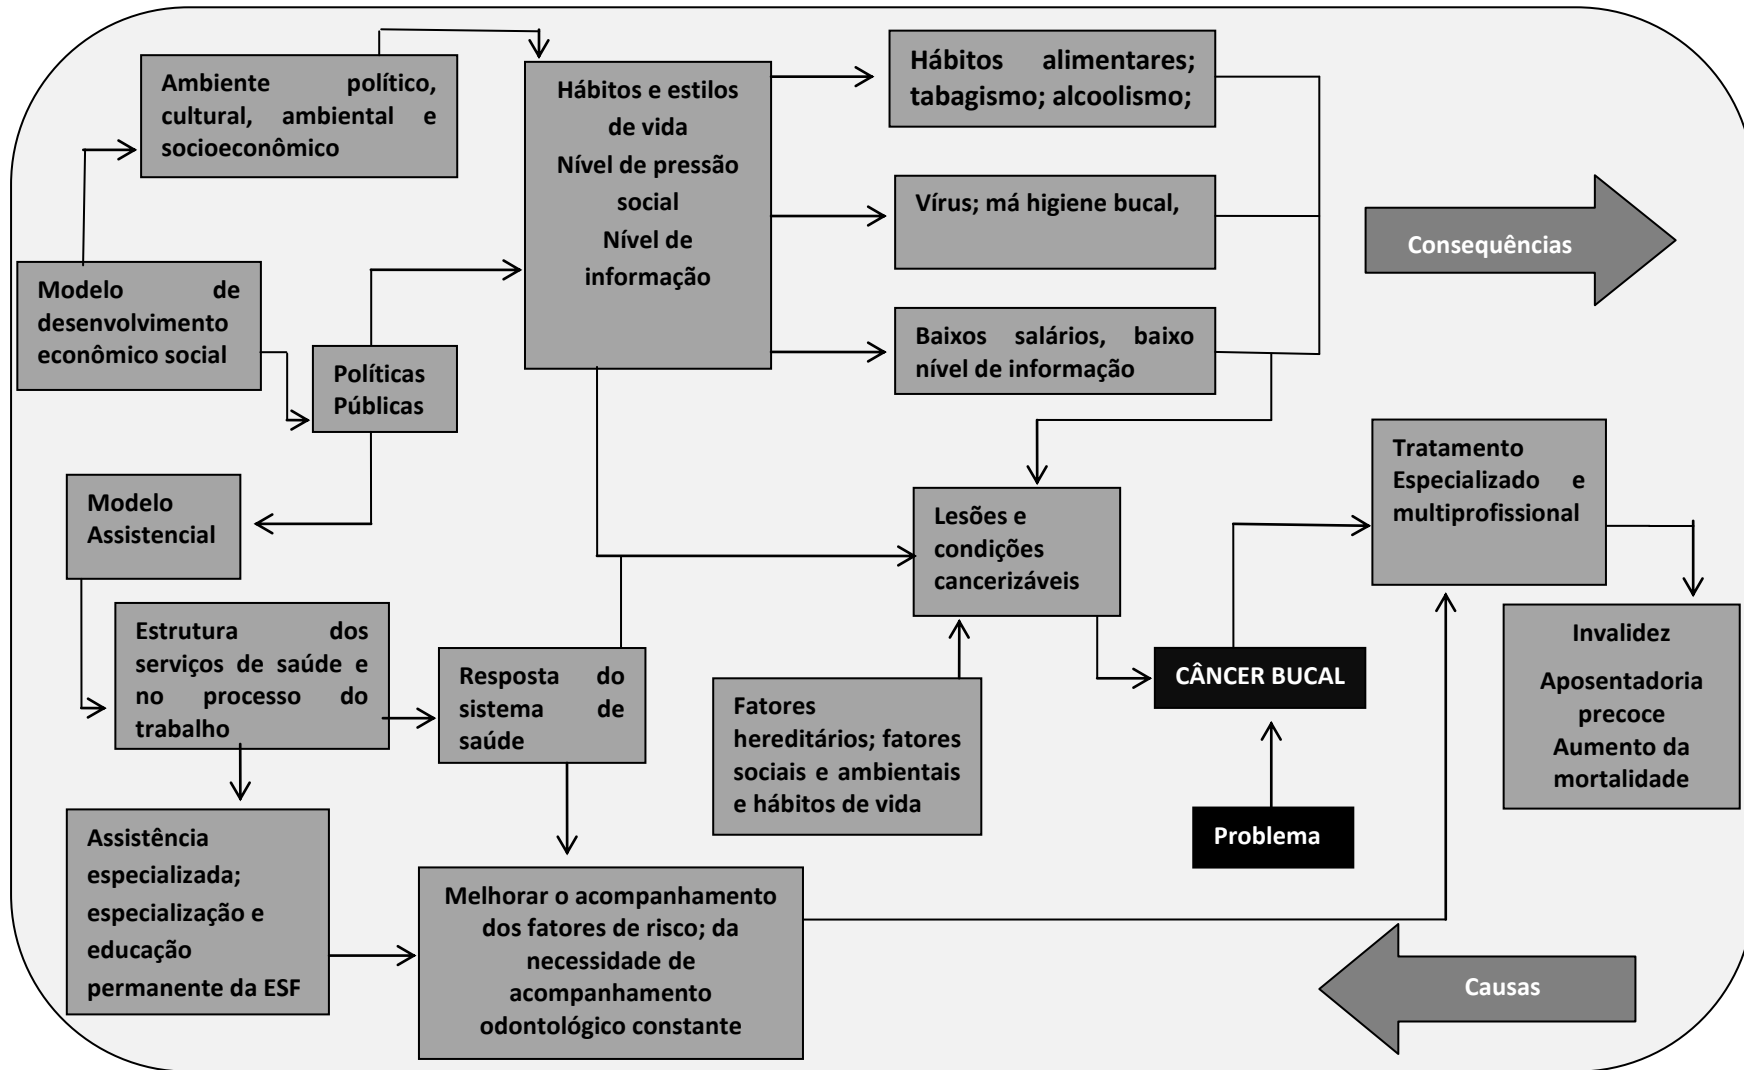 Ambiente político,
cultural, ambiental e
socioeconômico
Hábitos e estilos
de vida
Nível de pressão
social
Nível de
informação
Hábitos alimentares;
tabagismo; alcoolismo;
Vírus; má higiene bucal,
Consequências
Modelo de
desenvolvimento
econômico social
Políticas
Públicas
Baixos salários, baixo
nível de informação
Modelo
Assistencial
Lesões e
condições
cancerizáveis
Tratamento
Especializado e
multiprofissional
Estrutura dos
serviços de saúde e
no processo do
trabalho
Resposta do
sistema de
saúde
Fatores
hereditários; fatores
sociais e ambientais
e hábitos de vida
CÂNCER BUCAL
Problema
Invalidez
Aposentadoria
precoce
Aumento da
mortalidade
Assistência
especializada;
especialização e
educação
permanente da ESF
Melhorar o acompanhamento
dos fatores de risco; da
necessidade de
acompanhamento
odontológico constante
Causas